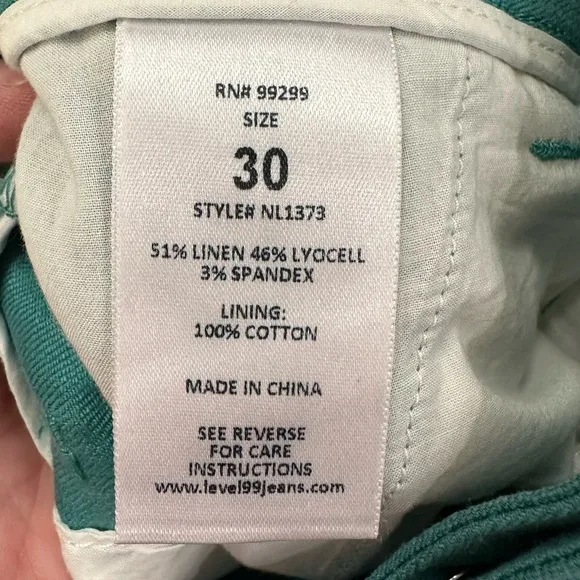 RN# 99299
SIZE
30
STYLE# NL1373
51% LINEN 46% LYOCELL
3% SPANDEX
LINING:
100% COTTON
MADE IN CHINA
SEE REVERSE
FOR CARE
INSTRUCTIONS
www.level99jeans.com